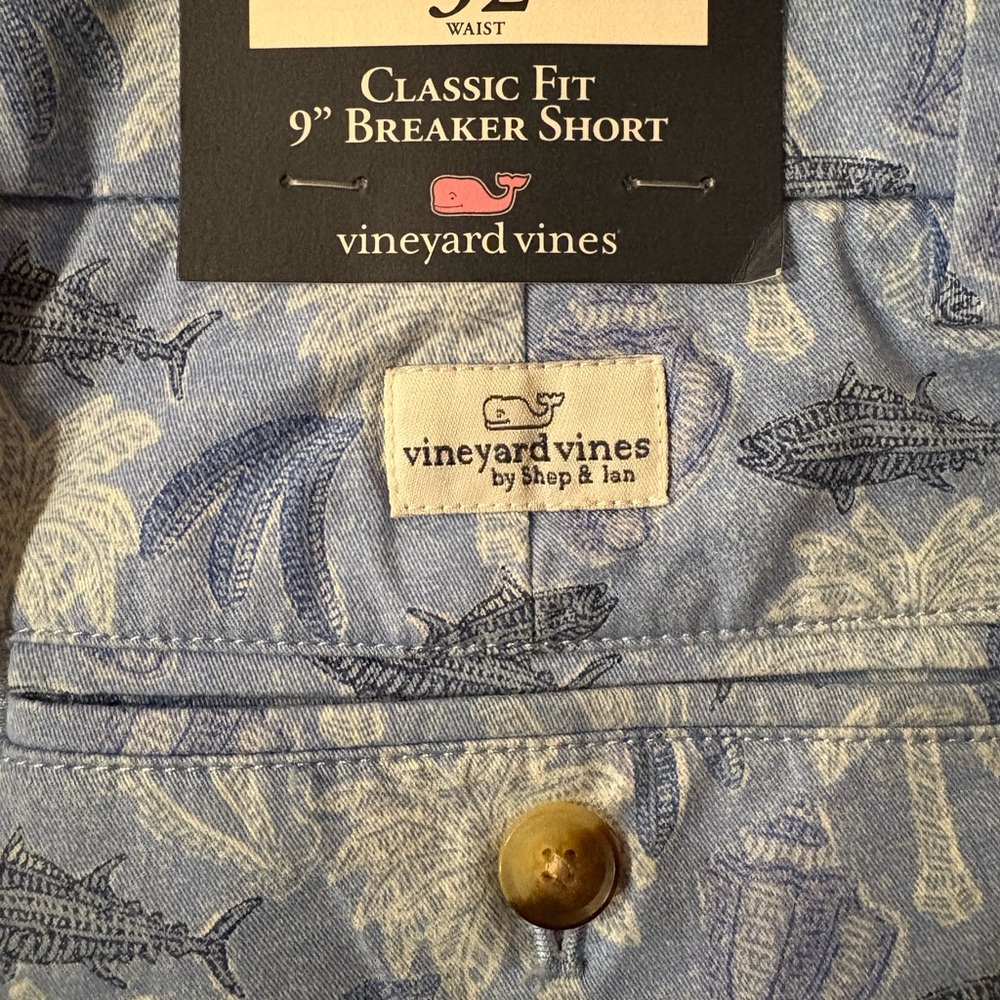 WAIST
CLASSIC FIT
9” BREAKER SHORT
vineyard vines
vineyard vines
by Shep & Ian